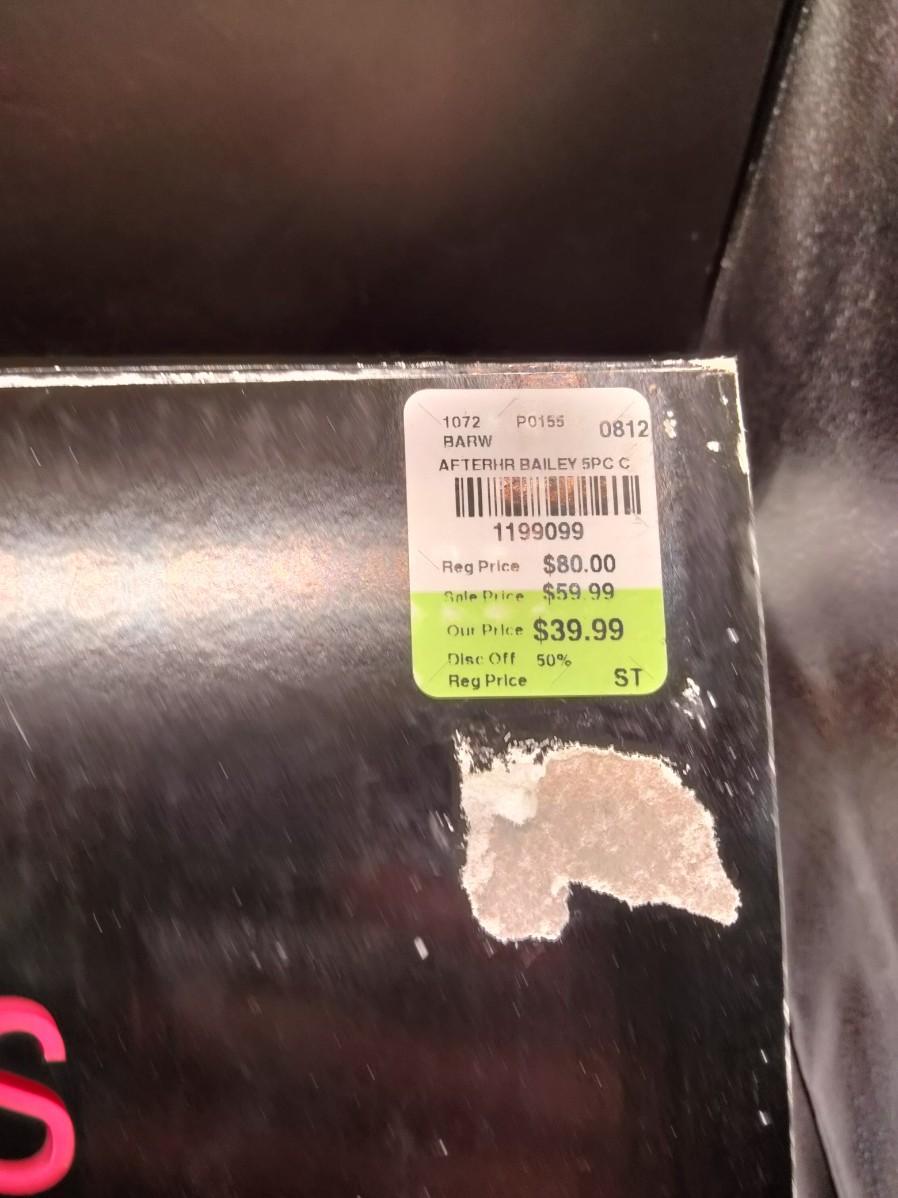 1072 P0155 0812
BARW
AFTERHR BAILEY 5PC C
1199099
Reg Price $80.00
Sale Price $59.99
Our Price $39.99
Disc Off 50%
Reg Price ST
S